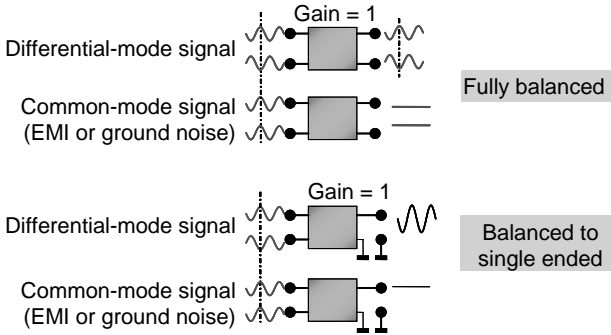 Gain = 1
Differential-mode signal
Fully balanced
Common-mode signal
(EMI or ground noise)
Gain = 1
Differential-mode signal
Balanced to
single ended
Common-mode signal
(EMI or ground noise)